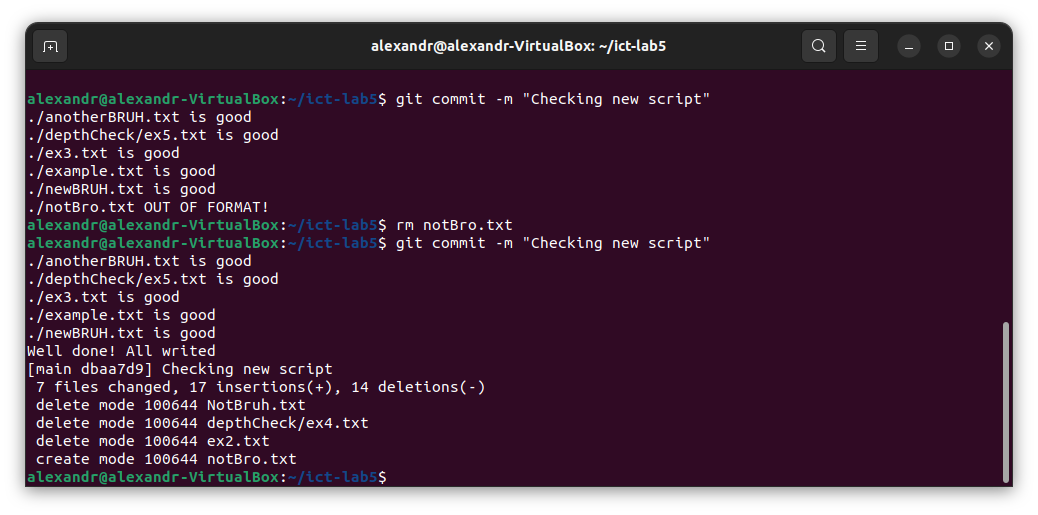 alexandr@alexandr-VirtualBox: ~/ict-lab5
alexandr@alexandr-VirtualBox:~/ict-lab5$ git commit -m "Checking new script"
./anotherBRUH.txt is good
./depthCheck/ex5.txt is good
./ex3.txt is good
./example.txt is good
./newBRUH.txt is good
./notBro.txt OUT OF FORMAT!
alexandr@alexandr-VirtualBox:~/ict-lab5$ rm notBro.txt
alexandr@alexandr-VirtualBox:~/ict-lab5$ git commit -m "Checking new script"
./anotherBRUH.txt is good
./depthCheck/ex5.txt is good
./ex3.txt is good
./example.txt is good
./newBRUH.txt is good
Well done! All writed
[main dbaa7d9] Checking new script
 7 files changed, 17 insertions(+), 14 deletions(-)
 delete mode 100644 NotBruh.txt
 delete mode 100644 depthCheck/ex4.txt
 delete mode 100644 ex2.txt
 create mode 100644 notBro.txt
alexandr@alexandr-VirtualBox:~/ict-lab5$